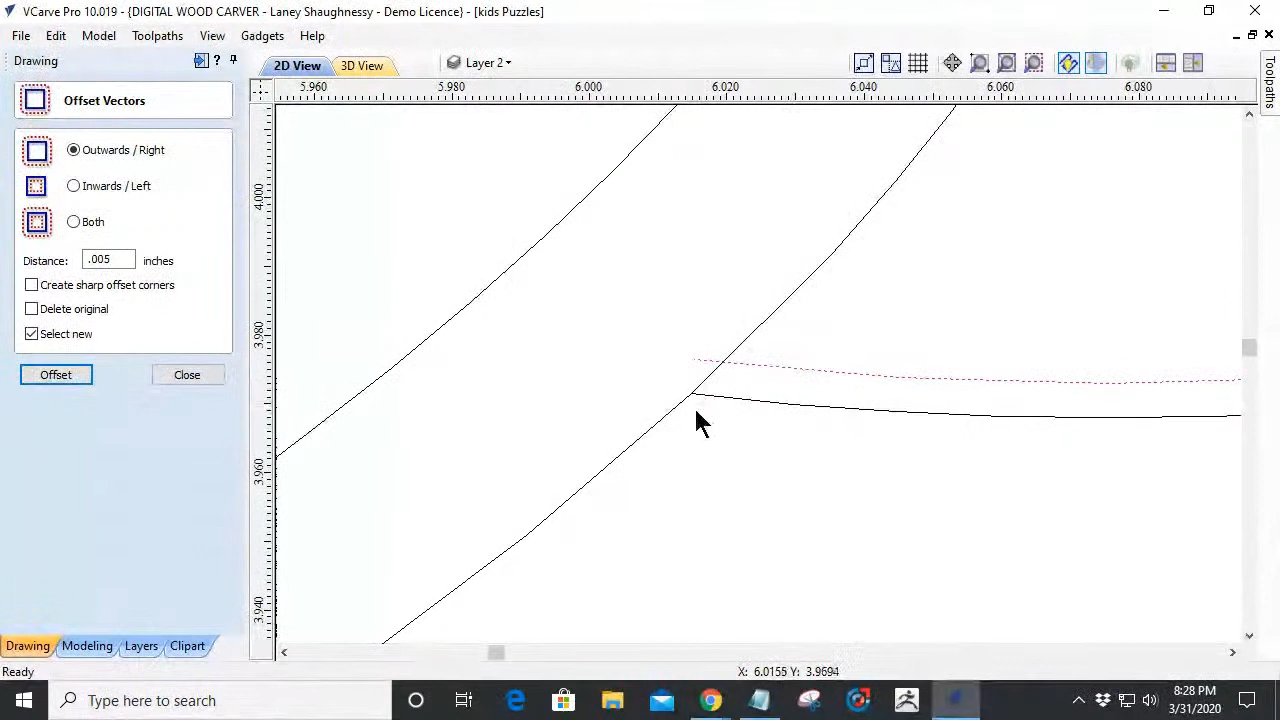 VCarve Pro 10.019 - {DIGITAL WOOD CARVER - Laney Shaughnessy - Demo Licence} - [kids Puzzles]
File Edit Model Toolpaths View Gadgets Help
Drawing
2D View 3D View Layer 2
Toolpaths
Offset Vectors
5.960 5.980 6.000 6.020 6.040 6.060 6.080
Outwards / Right
Inwards / Left
Both
Distance: .005 inches
Create sharp offset corners
Delete original
Select new
Offset Close
4.000
3.980
3.960
3.940
Drawing Modeling Layers Clipart
Ready X: 6.0155 Y: 3.9694
Type here to search
8:28 PM
3/31/2020